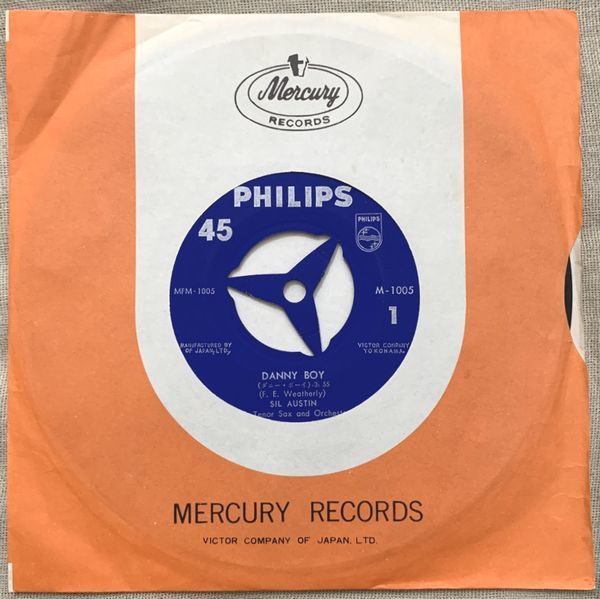 Mercury
RECORDS
PHILIPS
45
PHILIPS
MFM-1005
M-1005
1
MANUFACTURED BY
OF JAPAN, LTD.
VICTOR COMPANY
YOKOHAMA.
DANNY BOY
(ダニー・ボーイ)-3: 55
(F. E. Weatherly)
SIL AUSTIN
Tenor Sax and Orchest
MERCURY RECORDS
VICTOR COMPANY OF JAPAN, LTD.